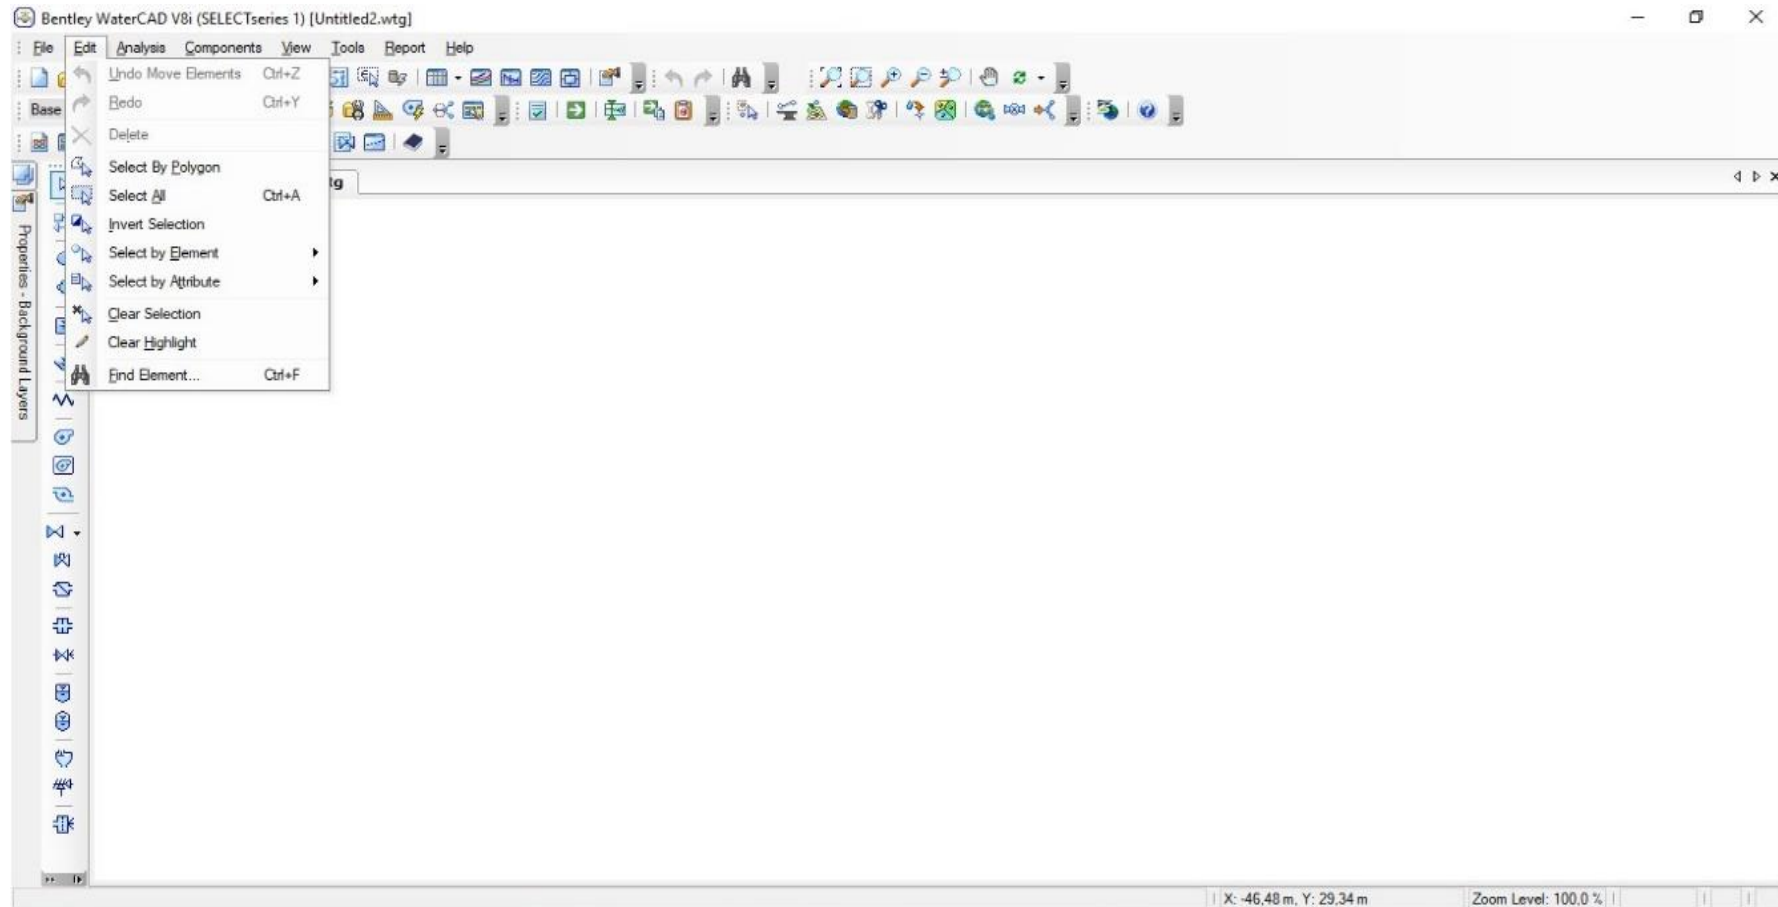 Bentley WaterCAD V8i (SELECTseries 1) [Untitled2.wtg]
File Edit Analysis Components View Tools Report Help
Undo Move Elements Ctrl+Z
Redo Ctrl+Y
Base
Delete
Select By Polygon
tg
Select All Ctrl+A
Invert Selection
Select by Element
Select by Attribute
Clear Selection
Clear Highlight
Find Element... Ctrl+F
Properties - Background Layers
X: -46,48 m, Y: 29,34 m Zoom Level: 100,0 %